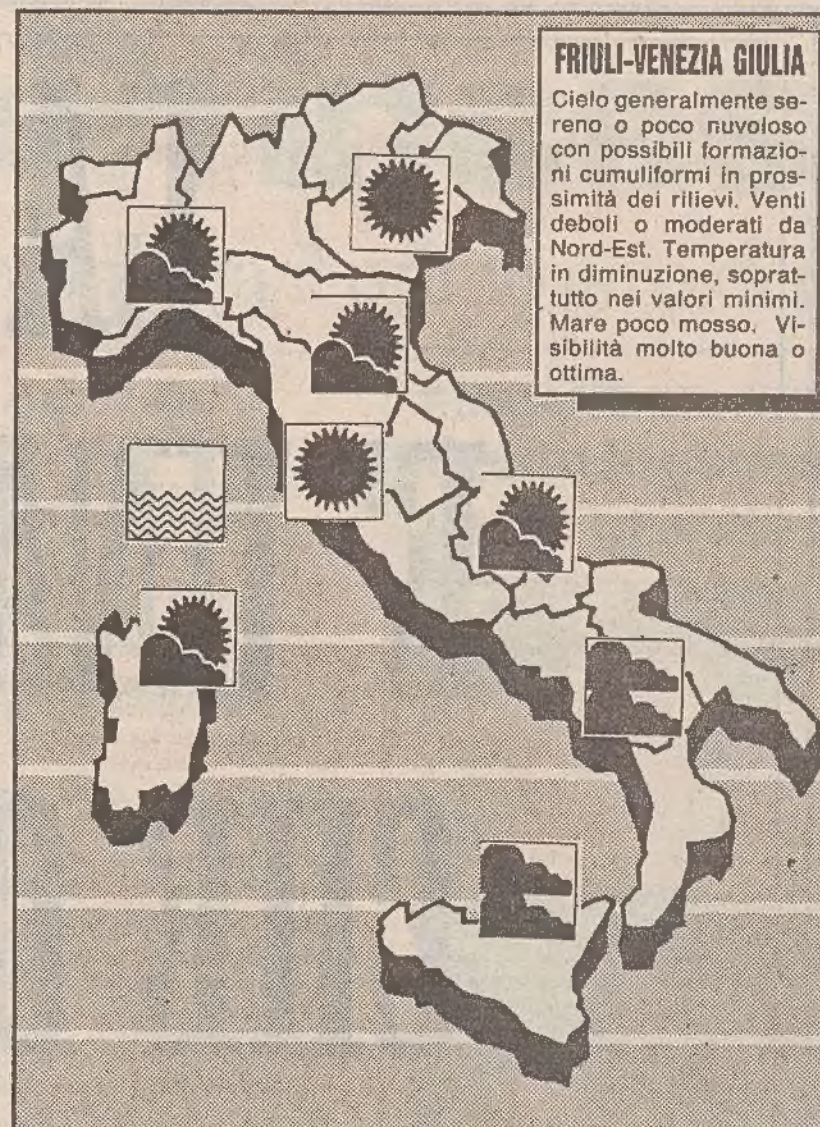 FRIULI-VENEZIA GIULIA
Cielo generalmente se-
reno o poco nuvoloso
con possibili formazio-
ni cumuliformi in pros-
simità dei rilievi. Venti
deboli o moderati da
Nord-Est. Temperatura
in diminuzione, soprat-
tutto nei valori minimi.
Mare poco mosso. Vi-
sibilità molto buona o
ottima.